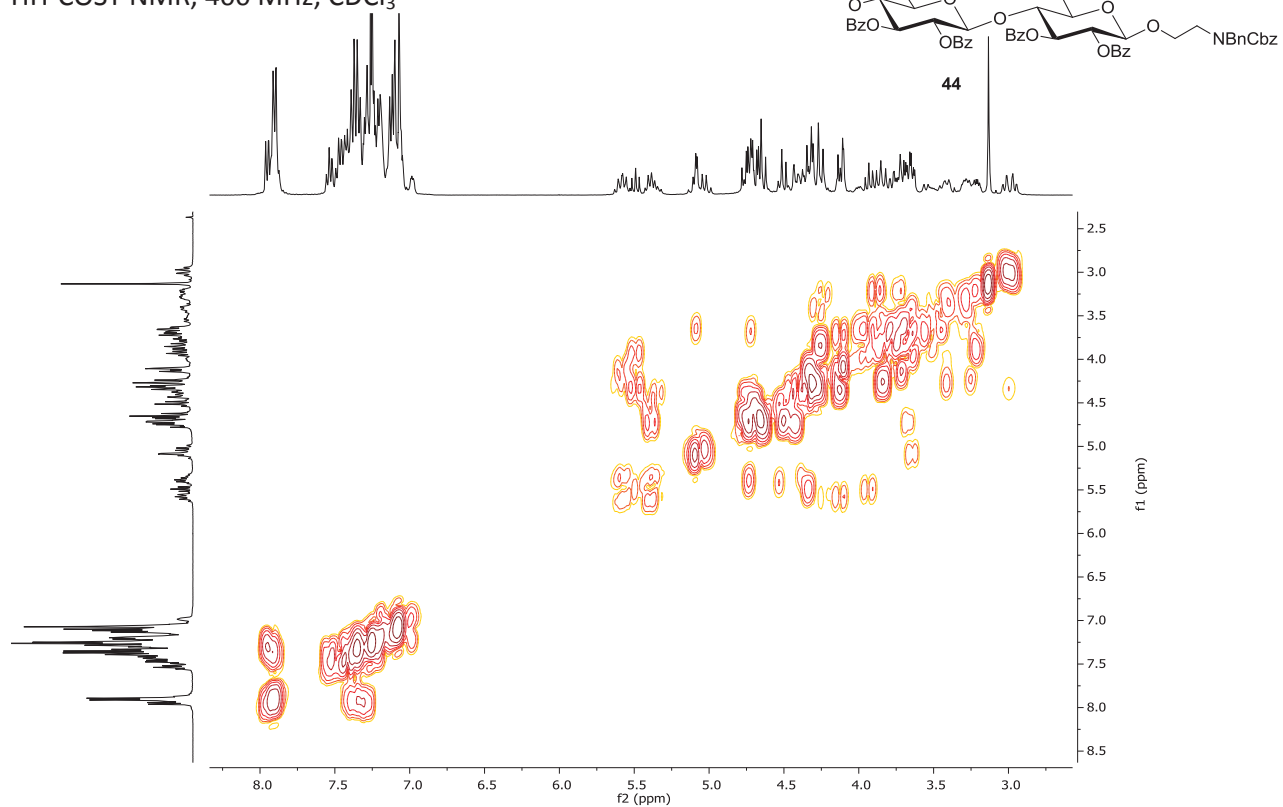 HH-COSY NMR, 400 MHz, CDCl3
O
O
O
BzO
OBz
O
BzO
OBz
O
NBnCbz
44
2.5
3.0
3.5
4.0
4.5
5.0
5.5
6.0
6.5
7.0
7.5
8.0
8.5
f1 (ppm)
8.0 7.5 7.0 6.5 6.0 5.5 5.0 4.5 4.0 3.5 3.0
f2 (ppm)